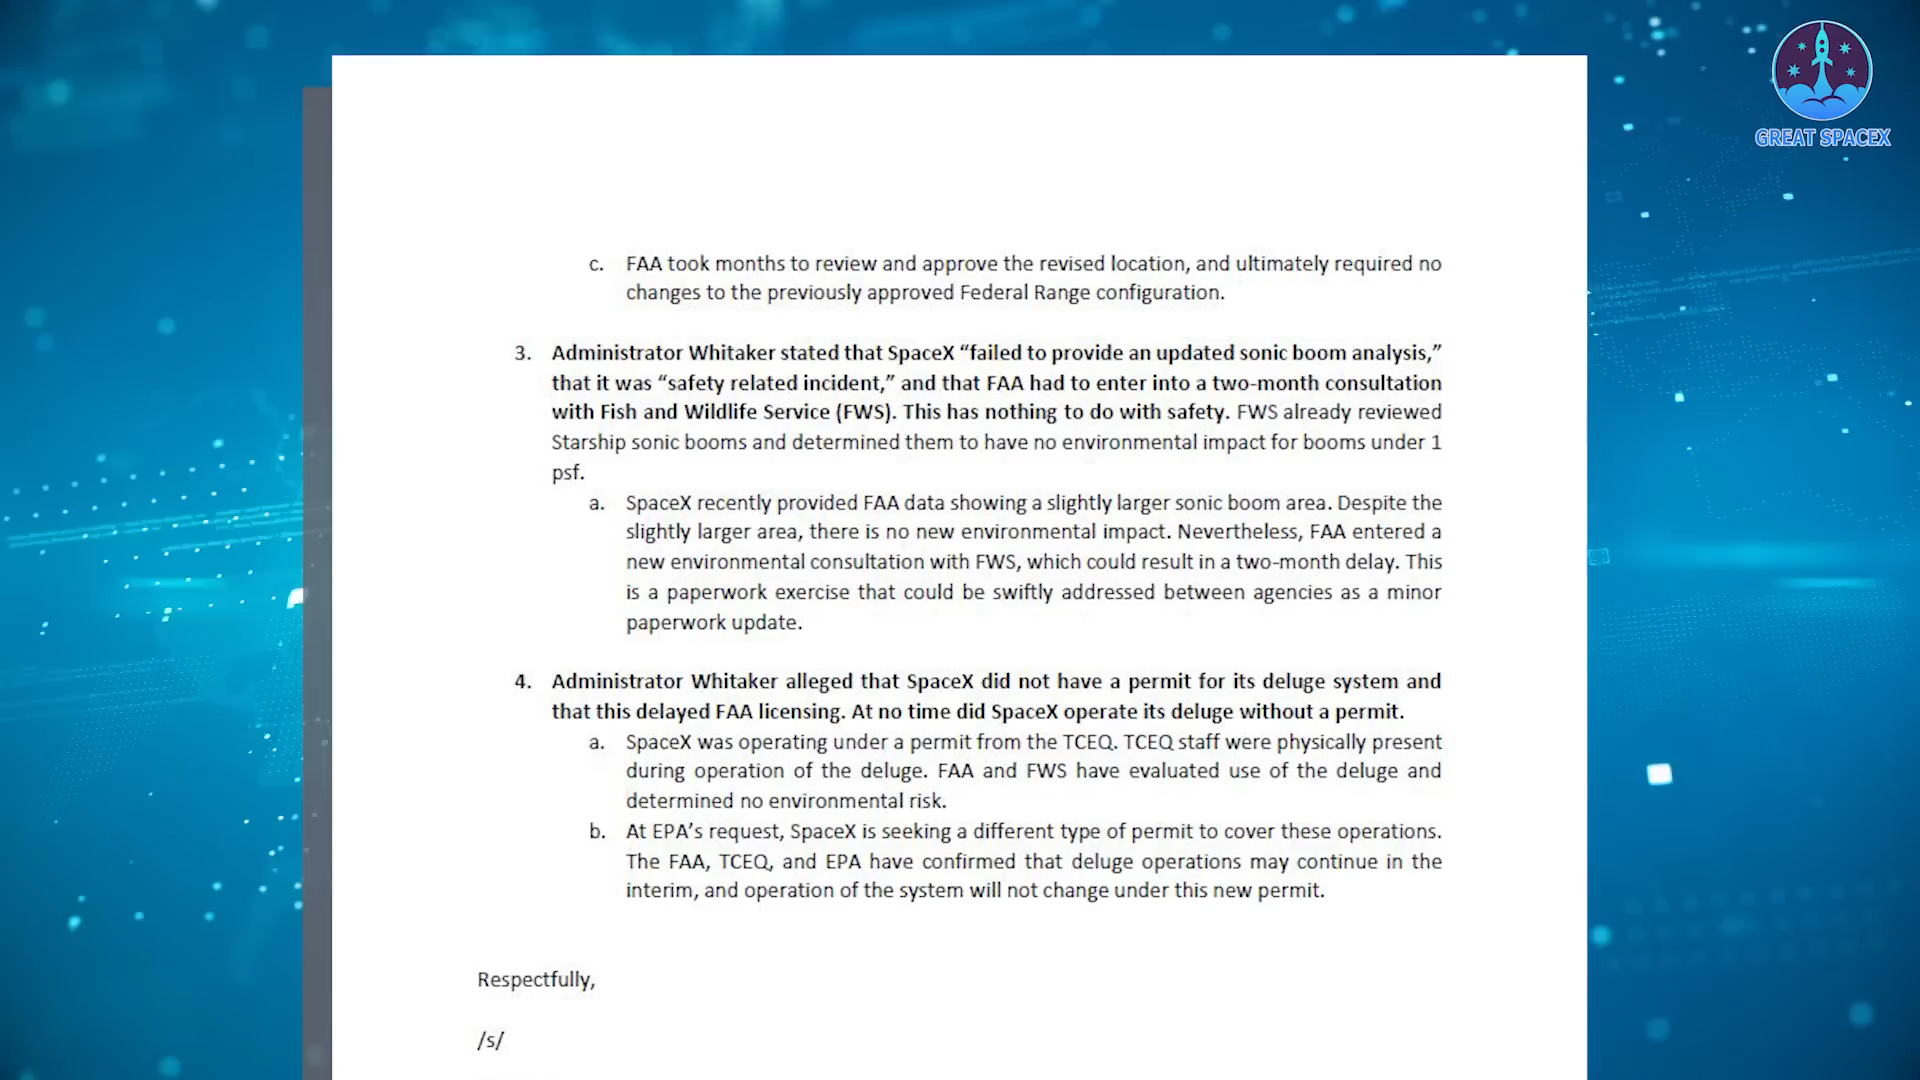 GREAT SPACEX
c. FAA took months to review and approve the revised location, and ultimately required no
changes to the previously approved Federal Range configuration.
3. Administrator Whitaker stated that SpaceX “failed to provide an updated sonic boom analysis,”
that it was “safety related incident,” and that FAA had to enter into a two-month consultation
with Fish and Wildlife Service (FWS). This has nothing to do with safety. FWS already reviewed
Starship sonic booms and determined them to have no environmental impact for booms under 1
psf.
a. SpaceX recently provided FAA data showing a slightly larger sonic boom area. Despite the
slightly larger area, there is no new environmental impact. Nevertheless, FAA entered a
new environmental consultation with FWS, which could result in a two-month delay. This
is a paperwork exercise that could be swiftly addressed between agencies as a minor
paperwork update.
4. Administrator Whitaker alleged that SpaceX did not have a permit for its deluge system and
that this delayed FAA licensing. At no time did SpaceX operate its deluge without a permit.
a. SpaceX was operating under a permit from the TCEQ. TCEQ staff were physically present
during operation of the deluge. FAA and FWS have evaluated use of the deluge and
determined no environmental risk.
b. At EPA’s request, SpaceX is seeking a different type of permit to cover these operations.
The FAA, TCEQ, and EPA have confirmed that deluge operations may continue in the
interim, and operation of the system will not change under this new permit.
Respectfully,
/s/